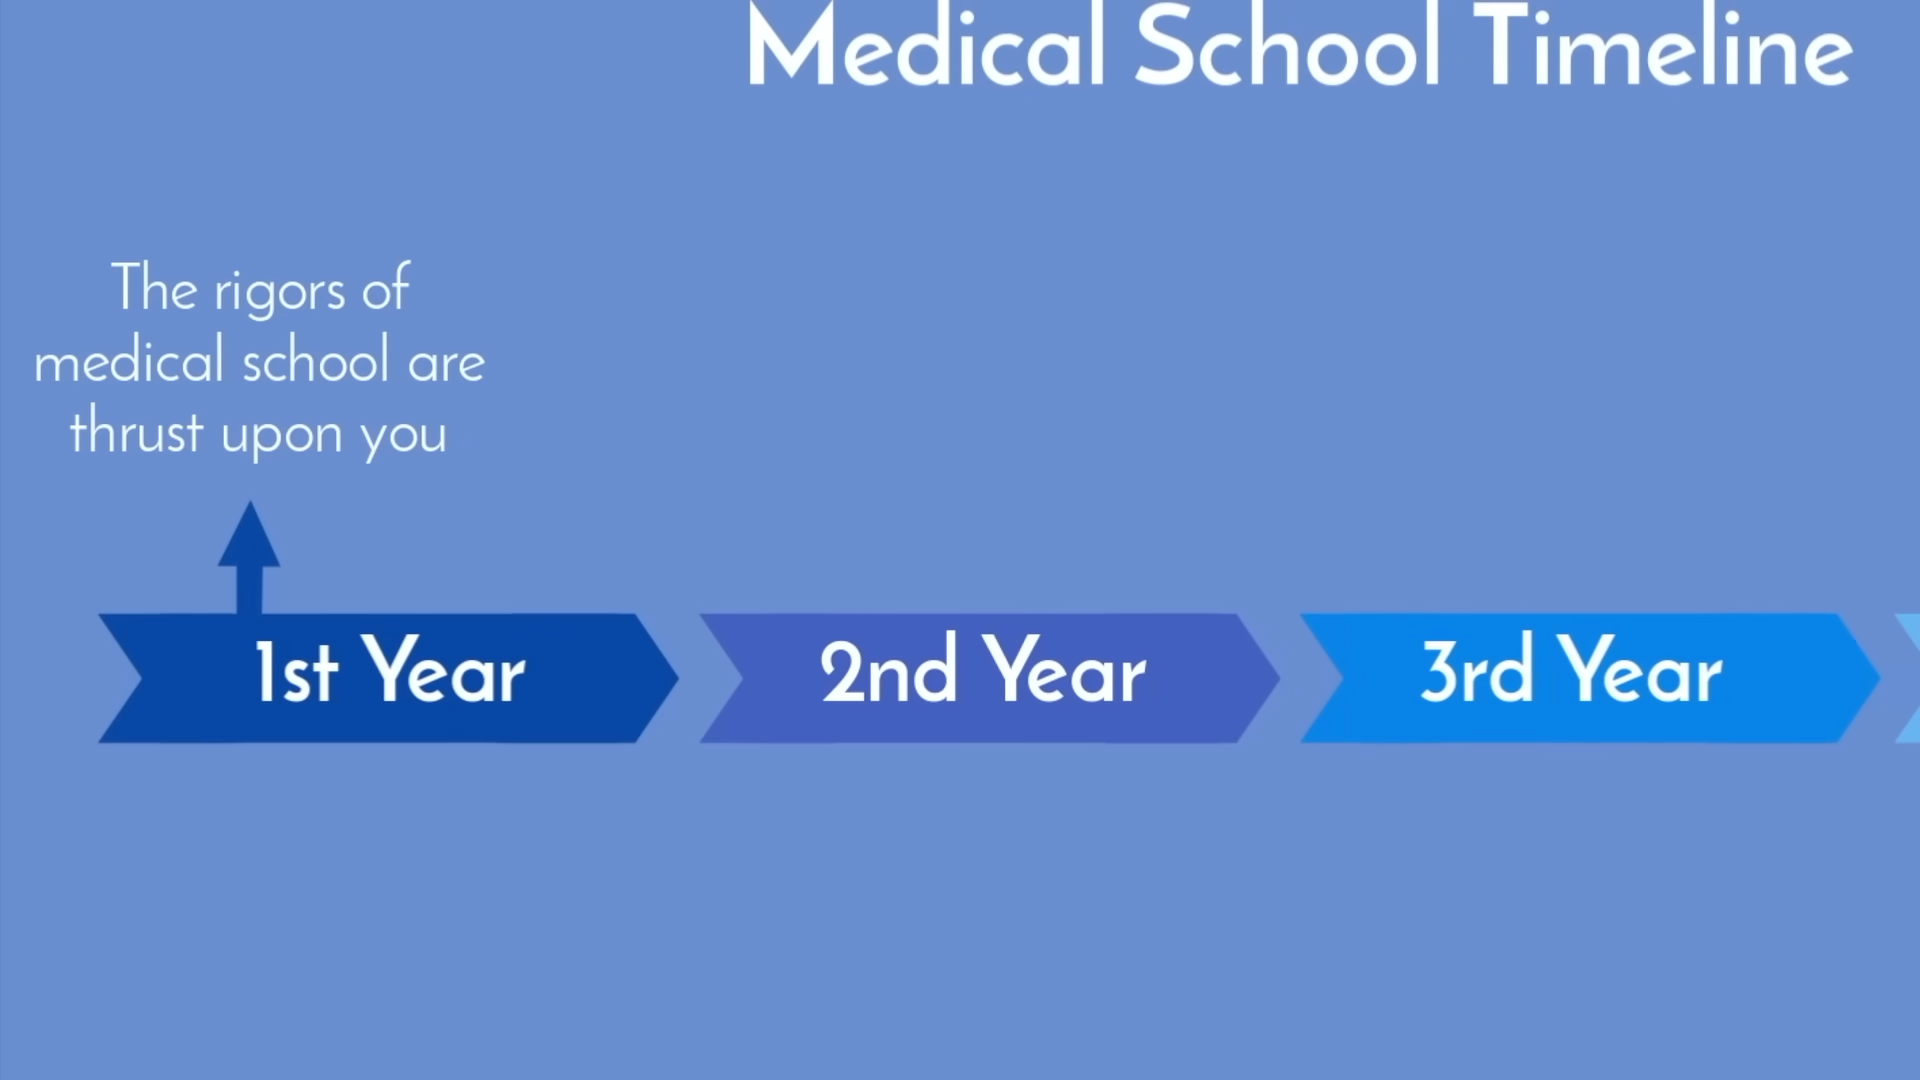 Medical School Timeline
The rigors of
medical school are
thrust upon you
1st Year
2nd Year
3rd Year